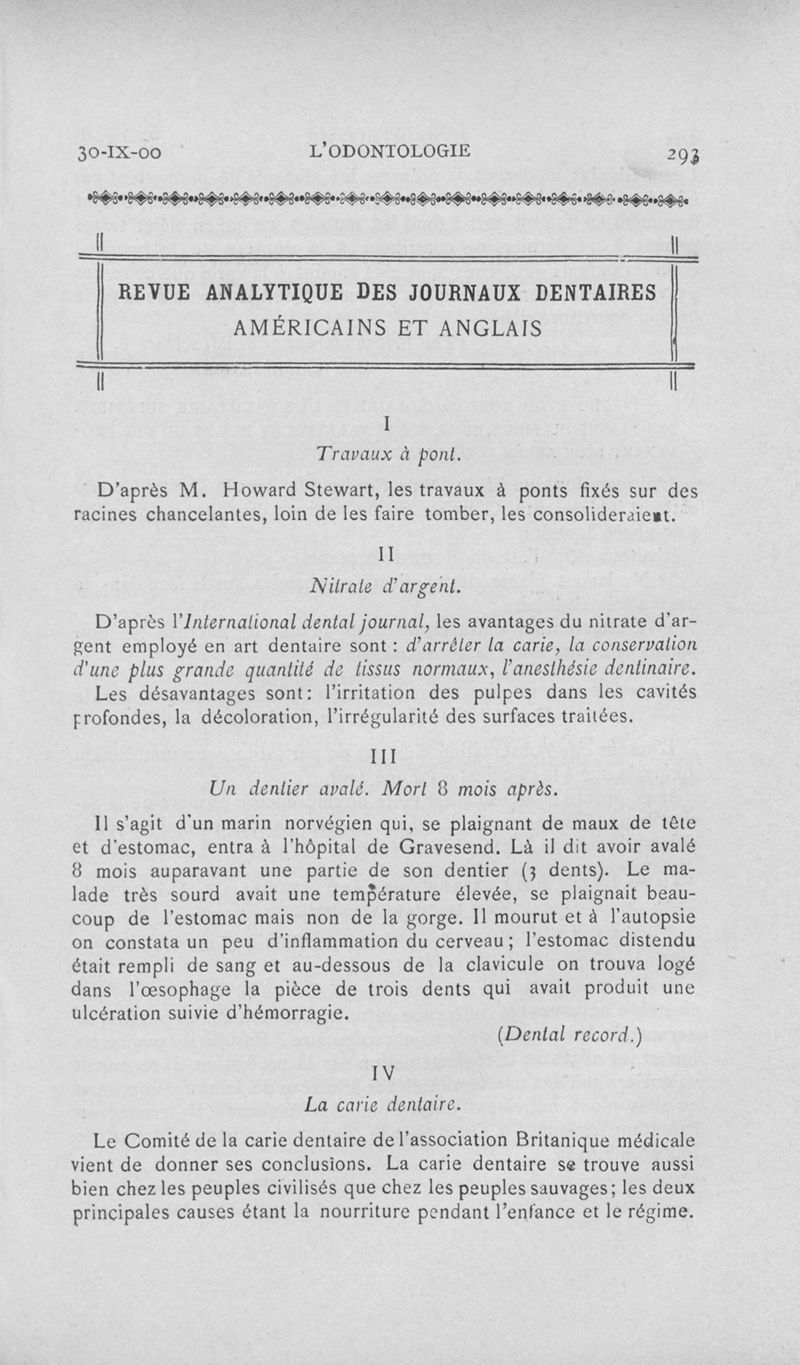 30-IX-00 L'ODONTOLOGIE 293
REVUE ANALYTIQUE DES JOURNAUX DENTAIRES
AMÉRICAINS ET ANGLAIS
I
Travaux à pont.
D'après M. Howard Stewart, les travaux à ponts fixés sur des
racines chancelantes, loin de les faire tomber, les consolideraient.
II
Nitrate d'argent.
D'après l'International dental journal, les avantages du nitrate d'ar-
gent employé en art dentaire sont : d'arrêter la carie, la conservation
d'une plus grande quantité de tissus normaux, l'anesthésie dentinaire.
Les désavantages sont: l'irritation des pulpes dans les cavités
profondes, la décoloration, l'irrégularité des surfaces traitées.
III
Un dentier avalé. Mort 8 mois après.
Il s'agit d'un marin norvégien qui, se plaignant de maux de tête
et d'estomac, entra à l'hôpital de Gravesend. Là il dit avoir avalé
8 mois auparavant une partie de son dentier (3 dents). Le ma-
lade très sourd avait une température élevée, se plaignait beau-
coup de l'estomac mais non de la gorge. Il mourut et à l'autopsie
on constata un peu d'inflammation du cerveau ; l'estomac distendu
était rempli de sang et au-dessous de la clavicule on trouva logé
dans l'œsophage la pièce de trois dents qui avait produit une
ulcération suivie d'hémorragie.
(Dental record.)
IV
La carie dentaire.
Le Comité de la carie dentaire de l'association Britanique médicale
vient de donner ses conclusions. La carie dentaire se trouve aussi
bien chez les peuples civilisés que chez les peuples sauvages ; les deux
principales causes étant la nourriture pendant l'enfance et le régime.